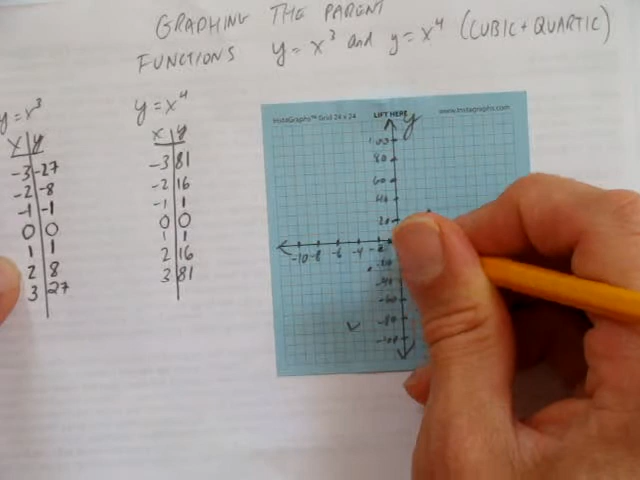 GRAPHING THE PARENT
FUNCTIONS y = x³ and y = x⁴ (CUBIC + QUARTIC)
y = x³
x y
-3 -27
-2 -8
-1 -1
0 0
1 1
2 8
3 27
y = x⁴
x y
-3 81
-2 16
-1 1
0 0
1 1
2 16
3 81
InstaGraphs™ Grid 24 x 24 LIFT HERE www.instagraphs.com
y
100
80
60
40
20
-10 -8 -6 -4 -2
-20
-40
-60
-80
-100